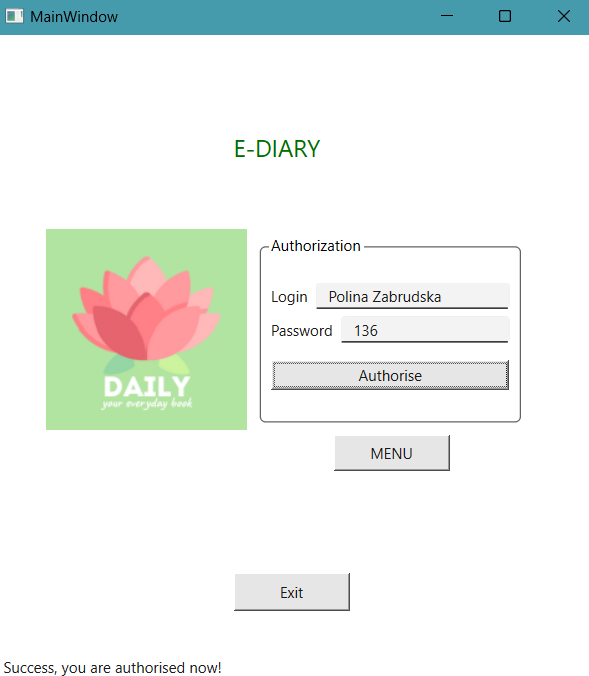 MainWindow
E-DIARY
DAILY
your everyday book
Authorization
Login Polina Zabrudska
Password 136
Authorise
MENU
Exit
Success, you are authorised now!